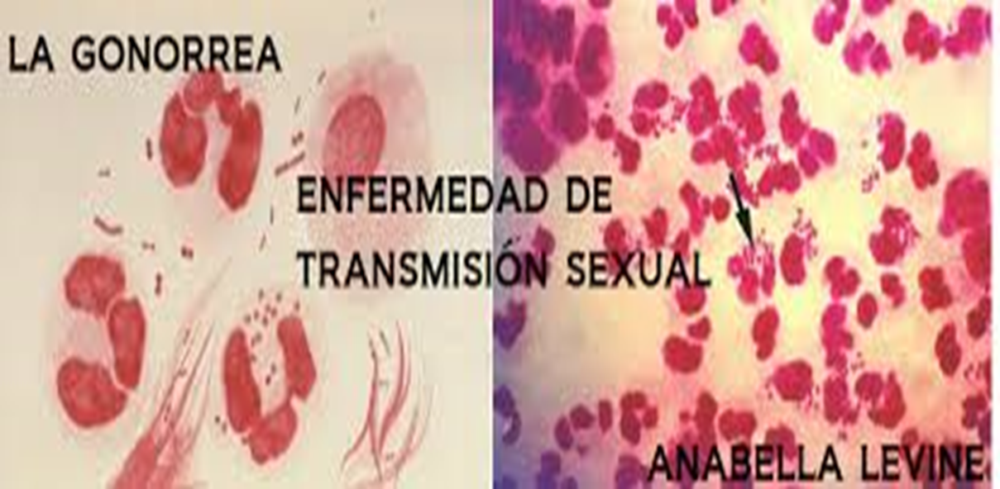 LA GONORREA
ENFERMEDAD DE
TRANSMISIÓN SEXUAL
ANABELLA LEVINE